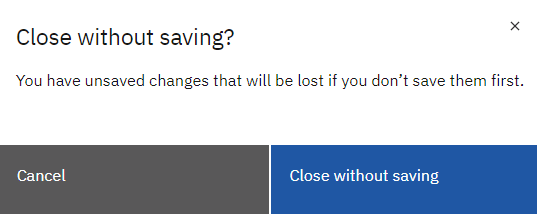 Close without saving?
You have unsaved changes that will be lost if you don’t save them first.
Cancel
Close without saving